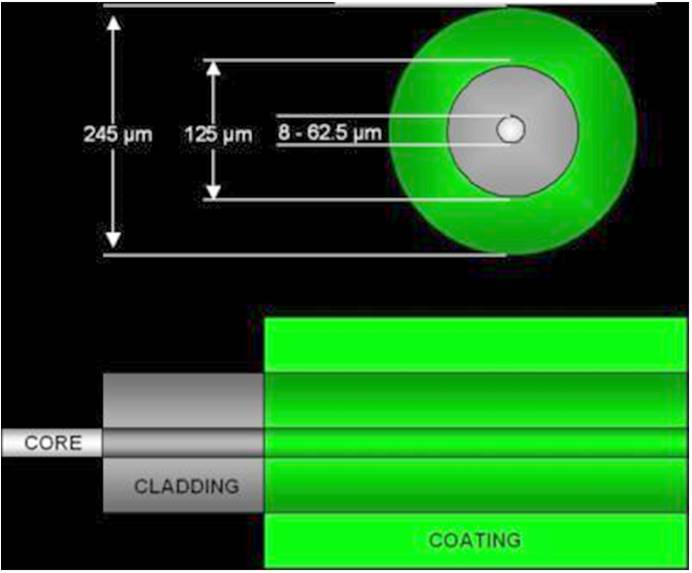 245 µm
125 µm
8 - 62.5 µm
CORE
CLADDING
COATING